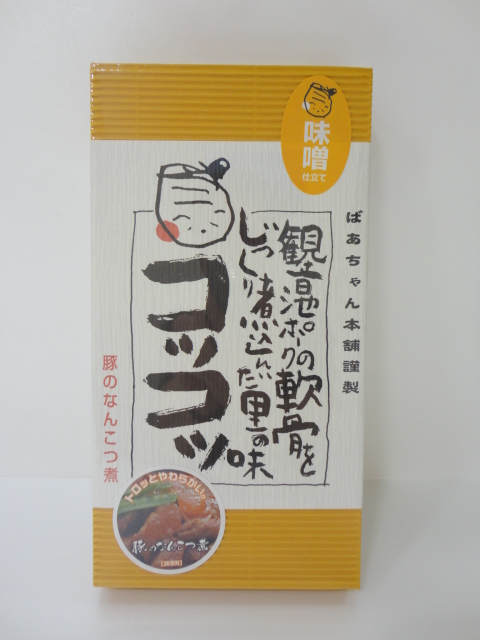 味噌
仕立て
ばあちゃん本舗謹製
観音池ポークの軟骨を
じっくり煮込んだ里の味
コツコツ
豚のなんこつ煮
トロッとやわらかい。
豚のなんこつ煮